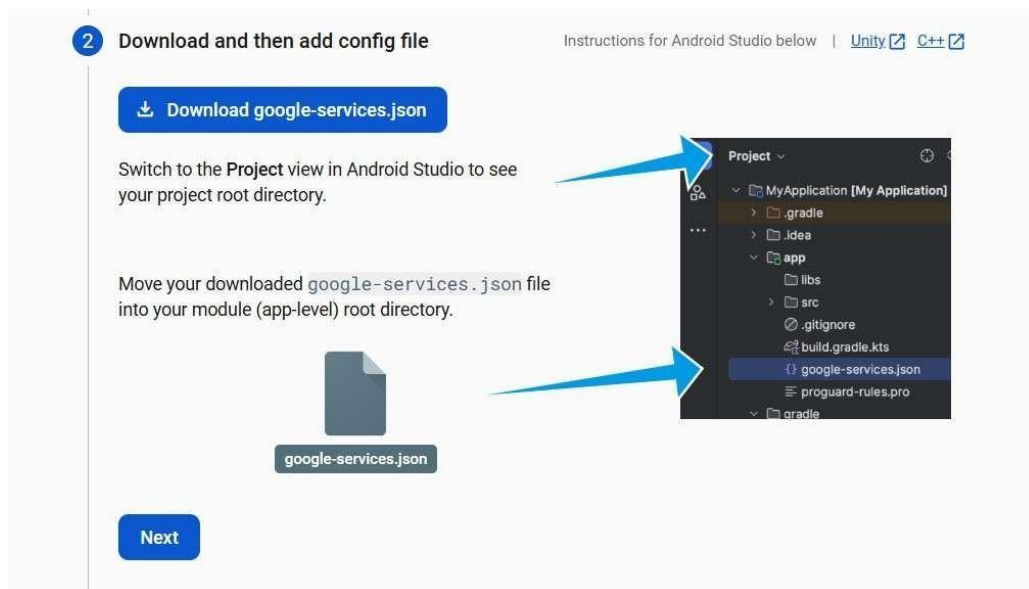 2 Download and then add config file
Instructions for Android Studio below | Unity C++
Download google-services.json
Switch to the Project view in Android Studio to see
your project root directory.
Move your downloaded google-services.json file
into your module (app-level) root directory.
google-services.json
Next
Project
MyApplication [My Application]
.gradle
.idea
app
libs
src
.gitignore
build.gradle.kts
google-services.json
proguard-rules.pro
gradle